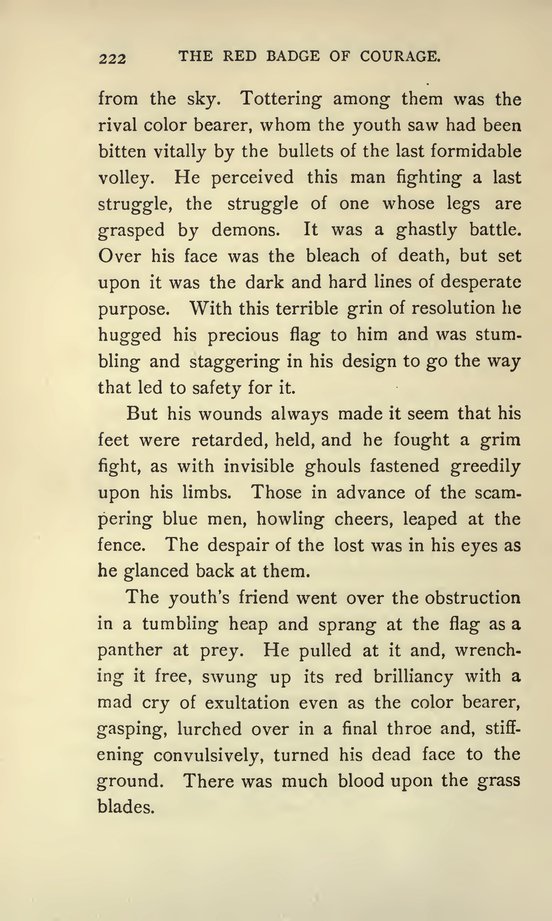 222 THE RED BADGE OF COURAGE.
from the sky. Tottering among them was the
rival color bearer, whom the youth saw had been
bitten vitally by the bullets of the last formidable
volley. He perceived this man fighting a last
struggle, the struggle of one whose legs are
grasped by demons. It was a ghastly battle.
Over his face was the bleach of death, but set
upon it was the dark and hard lines of desperate
purpose. With this terrible grin of resolution he
hugged his precious flag to him and was stum-
bling and staggering in his design to go the way
that led to safety for it.
But his wounds always made it seem that his
feet were retarded, held, and he fought a grim
fight, as with invisible ghouls fastened greedily
upon his limbs. Those in advance of the scam-
pering blue men, howling cheers, leaped at the
fence. The despair of the lost was in his eyes as
he glanced back at them.
The youth's friend went over the obstruction
in a tumbling heap and sprang at the flag as a
panther at prey. He pulled at it and, wrench-
ing it free, swung up its red brilliancy with a
mad cry of exultation even as the color bearer,
gasping, lurched over in a final throe and, stiff-
ening convulsively, turned his dead face to the
ground. There was much blood upon the grass
blades.